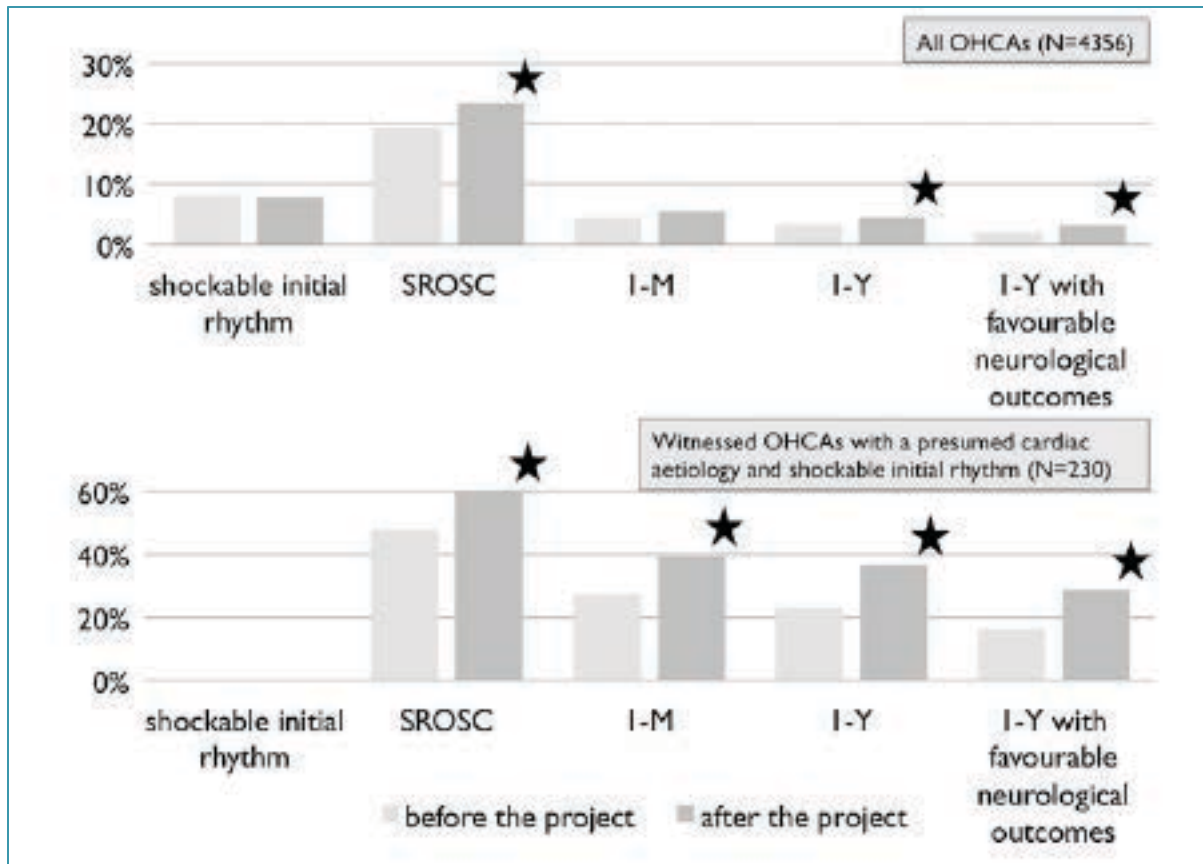 All OHCAs (N=4356)
30%
20%
10%
0%
shockable initial
rhythm
SROSC
1-M
1-Y
1-Y with
favourable
neurological
outcomes
Witnessed OHCAs with a presumed cardiac
aetiology and shockable initial rhythm (N=230)
60%
40%
20%
0%
shockable initial
rhythm
SROSC
1-M
1-Y
1-Y with
favourable
neurological
outcomes
before the project
after the project